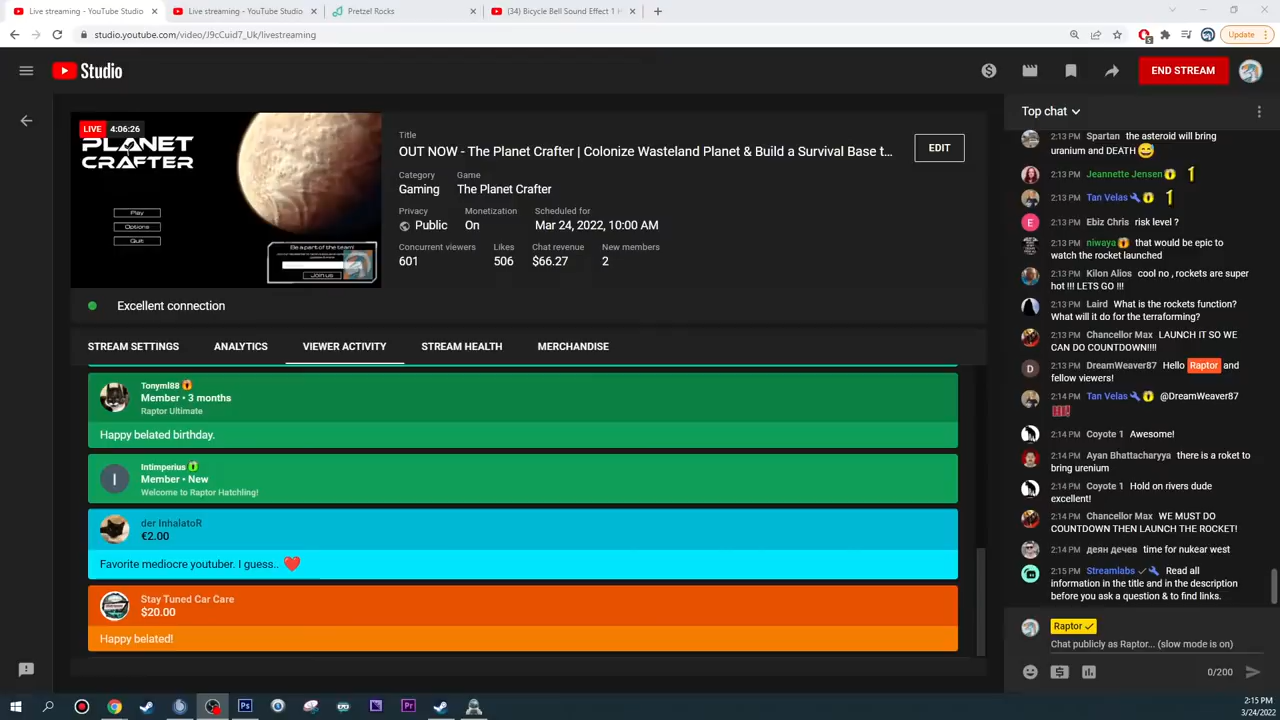 Live streaming - YouTube Studio
Live streaming - YouTube Studio
Pretzel Rocks
(34) Bicycle Bell Sound Effect 1 H
studio.youtube.com/video/J9cCuid7_Uk/livestreaming
5
Update
Studio
END STREAM
LIVE 4:06:26
PLANET
CRAFTER
Play
Options
Quit
Be a part of the team!
Join us
Title
OUT NOW - The Planet Crafter | Colonize Wasteland Planet & Build a Survival Base t...
EDIT
Category Game
Gaming The Planet Crafter
Privacy Monetization Scheduled for
Public On Mar 24, 2022, 10:00 AM
Concurrent viewers Likes Chat revenue New members
601 506 $66.27 2
Excellent connection
STREAM SETTINGS ANALYTICS VIEWER ACTIVITY STREAM HEALTH MERCHANDISE
Tonyml88
Member • 3 months
Raptor Ultimate
Happy belated birthday.
I
Intimperius
Member • New
Welcome to Raptor Hatchling!
der InhalatoR
€2.00
Favorite mediocre youtuber. I guess.. ❤️
Stay Tuned Car Care
$20.00
Happy belated!
Top chat
Spartan the asteroid will bring
uranium and DEATH 😅
2:13 PM Jeannette Jensen 1
2:13 PM Tan Velas 1
E 2:13 PM Ebiz Chris risk level ?
2:13 PM niwaya that would be epic to
watch the rocket launched
2:13 PM Kilon Alios cool no , rockets are super
hot !!! LETS GO !!!
2:13 PM Laird What is the rockets function?
What will it do for the terraforming?
2:13 PM Chancellor Max LAUNCH IT SO WE
CAN DO COUNTDOWN!!!!
D 2:13 PM DreamWeaver87 Hello Raptor and
fellow viewers!
2:14 PM Tan Velas @DreamWeaver87
2:14 PM Coyote 1 Awesome!
2:14 PM Ayan Bhattacharyya there is a roket to
bring urenium
2:14 PM Coyote 1 Hold on rivers dude
excellent!
2:14 PM Chancellor Max WE MUST DO
COUNTDOWN THEN LAUNCH THE ROCKET!
2:14 PM деян дечев time for nukear west
2:15 PM Streamlabs Read all
information in the title and in the description
before you ask a question & to find links.
Raptor
Chat publicly as Raptor... (slow mode is on)
0/200
Ps
Pr
2:15 PM
3/24/2022